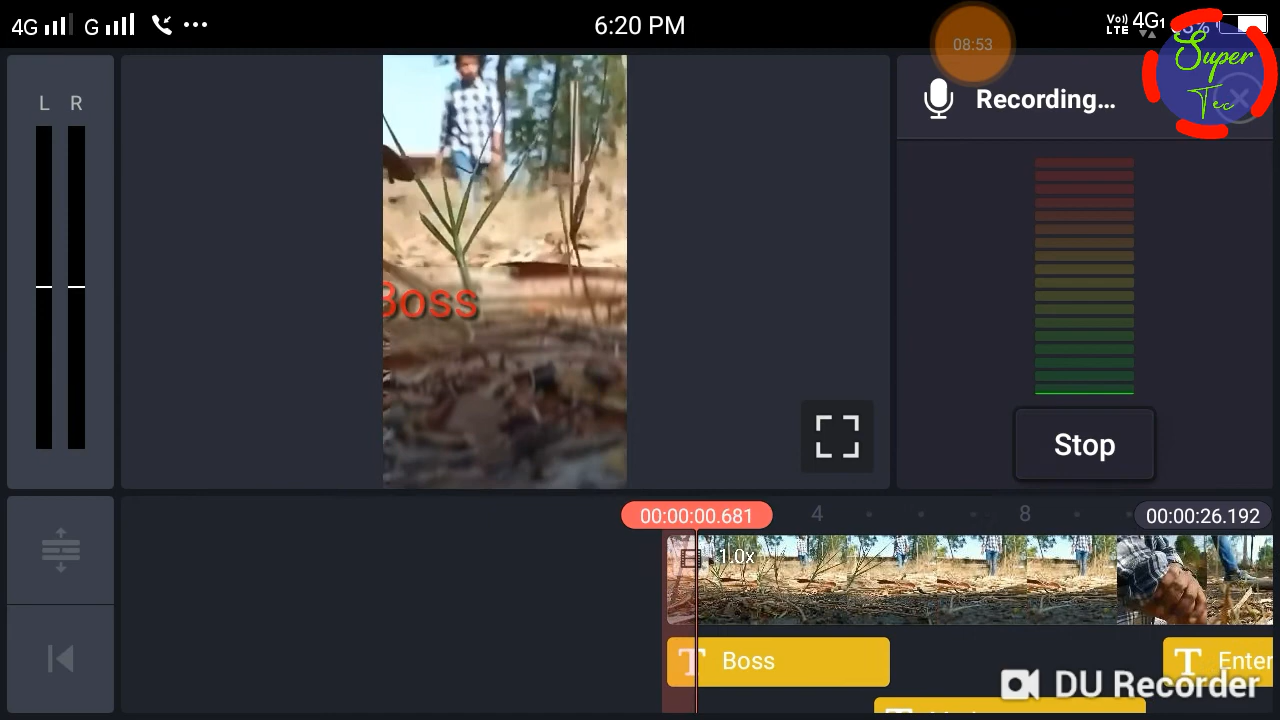 4G G ••• 6:20 PM Vo)) LTE 4G1
08:53
Super
Tec
L R
Recording...
Boss
Stop
00:00:00.681 4 8 00:00:26.192
1.0x
T Boss T Enter
DU Recorder